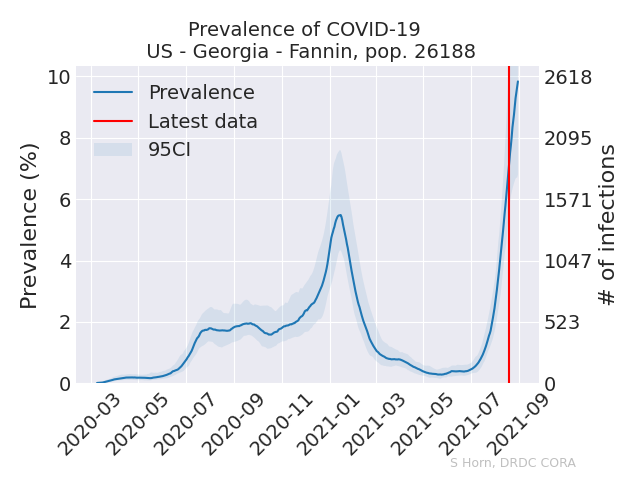 Prevalence of COVID-19
US - Georgia - Fannin, pop. 26188
Prevalence
Latest data
95CI
Prevalence (%)
10
8
6
4
2
0
2618
2095
1571
1047
523
0
# of infections
2020-03
2020-05
2020-07
2020-09
2020-11
2021-01
2021-03
2021-05
2021-07
2021-09
S Horn, DRDC CORA